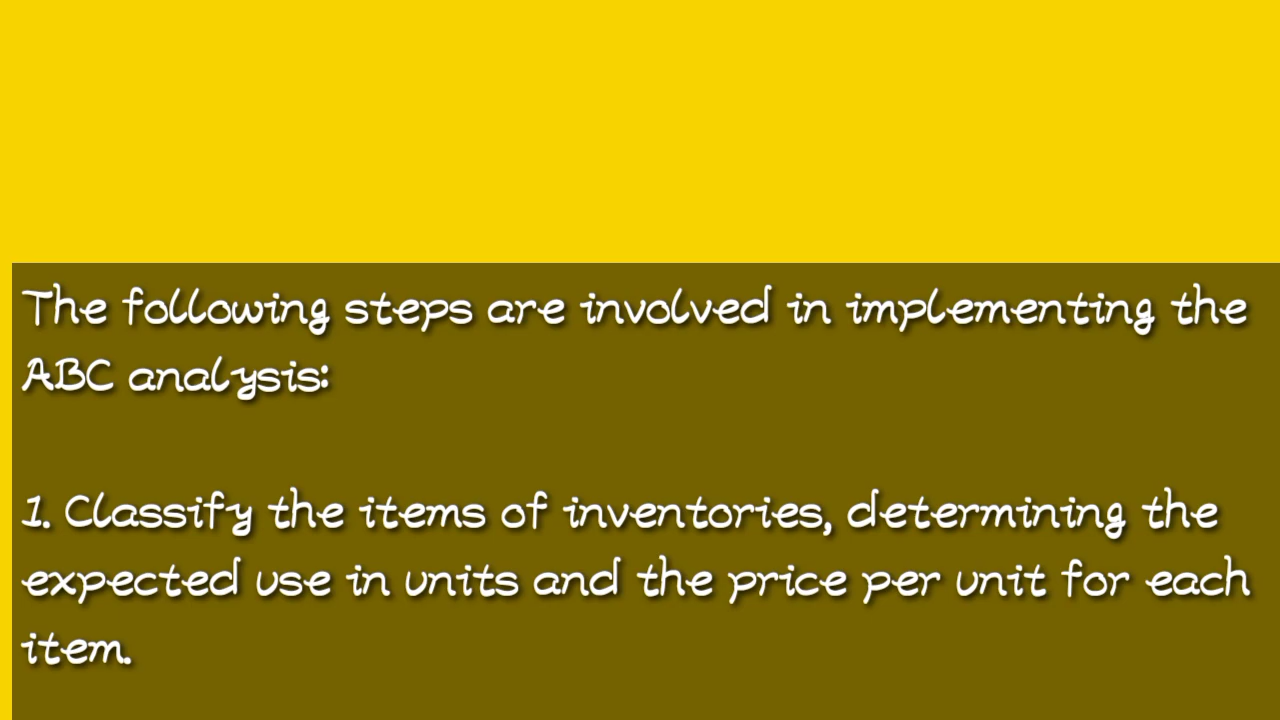 The following steps are involved in implementing the
ABC analysis:
1. Classify the items of inventories, determining the
expected use in units and the price per unit for each
item.